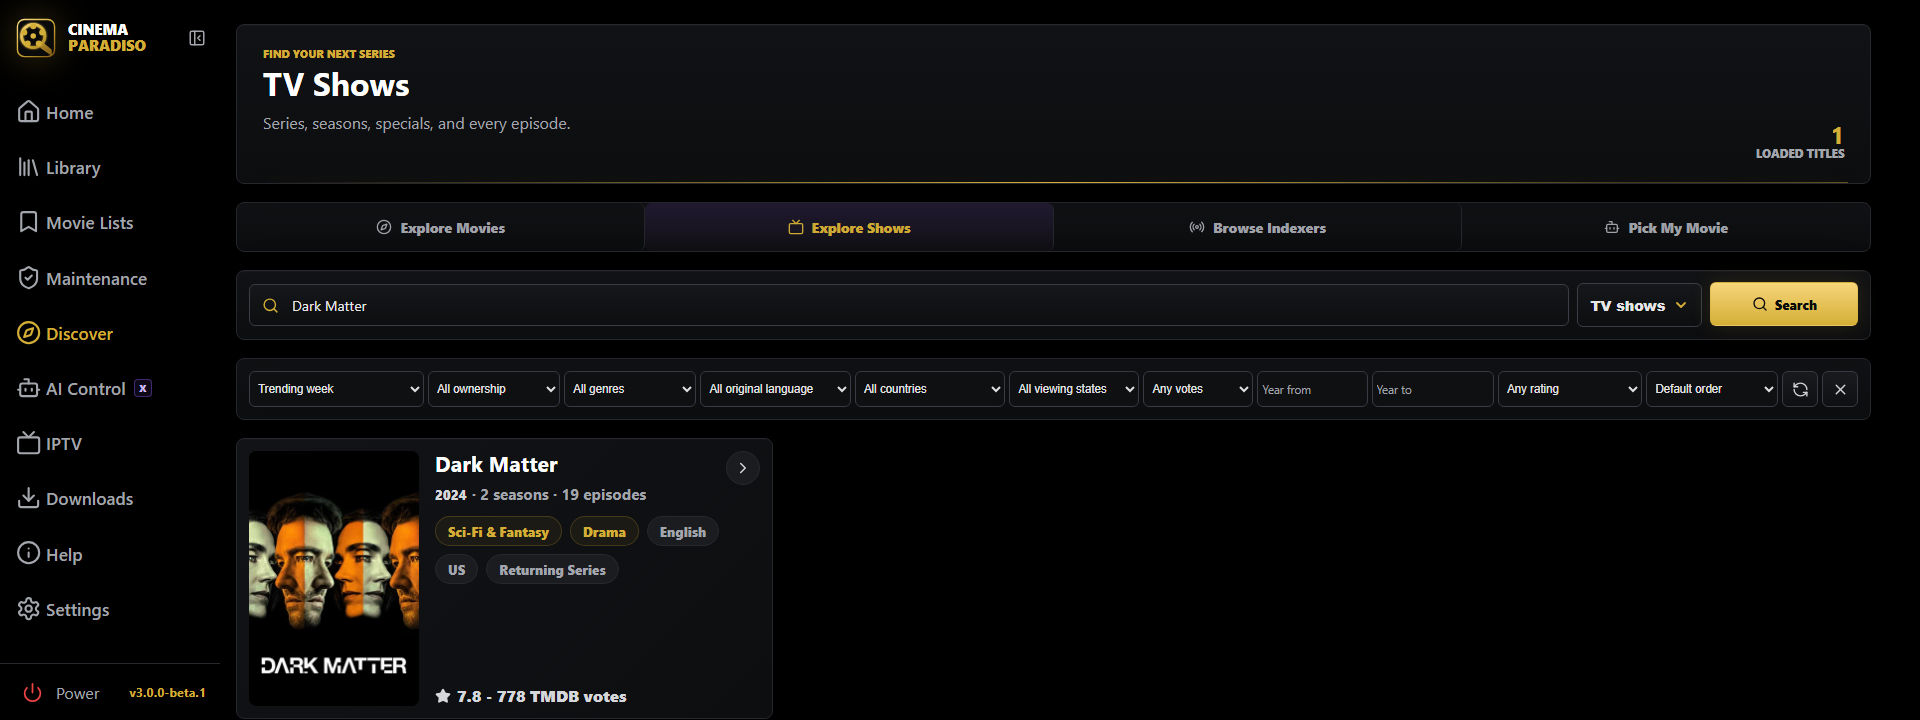 CINEMA
PARADISO
Home
Library
Movie Lists
Maintenance
Discover
AI Control x
IPTV
Downloads
Help
Settings
Power v3.0.0-beta.1
FIND YOUR NEXT SERIES
TV Shows
Series, seasons, specials, and every episode.
1
LOADED TITLES
Explore Movies Explore Shows Browse Indexers Pick My Movie
Dark Matter TV shows Search
Trending week All ownership All genres All original language All countries All viewing states Any votes Year from Year to Any rating Default order
DARK MATTER
Dark Matter
2024 · 2 seasons · 19 episodes
Sci-Fi & Fantasy Drama English
US Returning Series
7.8 - 778 TMDB votes